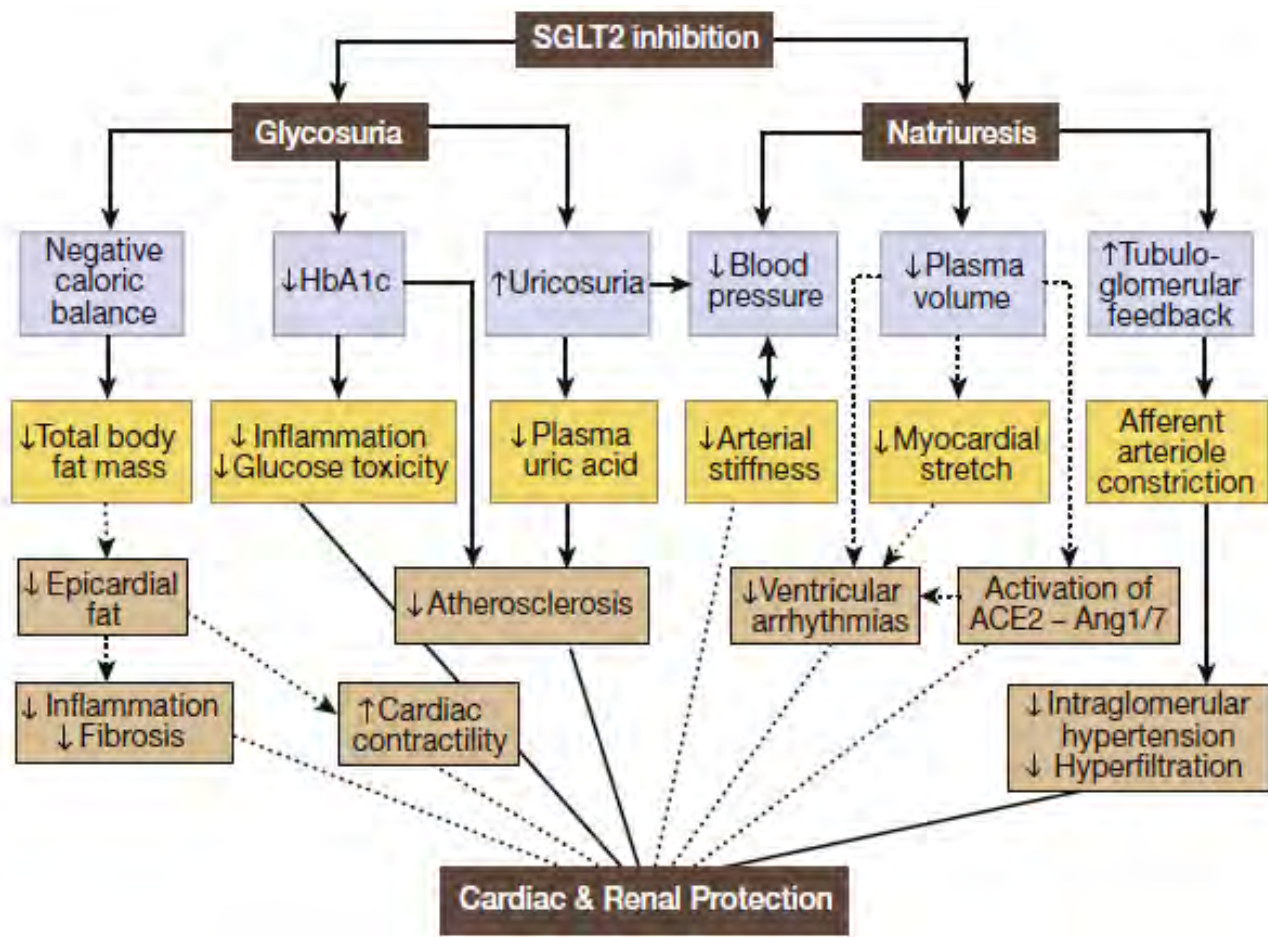 SGLT2 inhibition
Glycosuria
Natriuresis
Negative
caloric
balance
↓HbA1c
↑Uricosuria
↓Blood
pressure
↓Plasma
volume
↑Tubulo-
glomerular
feedback
↓Total body
fat mass
↓ Inflammation
↓Glucose toxicity
↓Plasma
uric acid
↓Arterial
stiffness
↓Myocardial
stretch
Afferent
arteriole
constriction
↓ Epicardial
fat
↓Atherosclerosis
↓Ventricular
arrhythmias
Activation of
ACE2 – Ang1/7
↓ Inflammation
↓ Fibrosis
↑Cardiac
contractility
↓ Intraglomerular
hypertension
↓ Hyperfiltration
Cardiac & Renal Protection